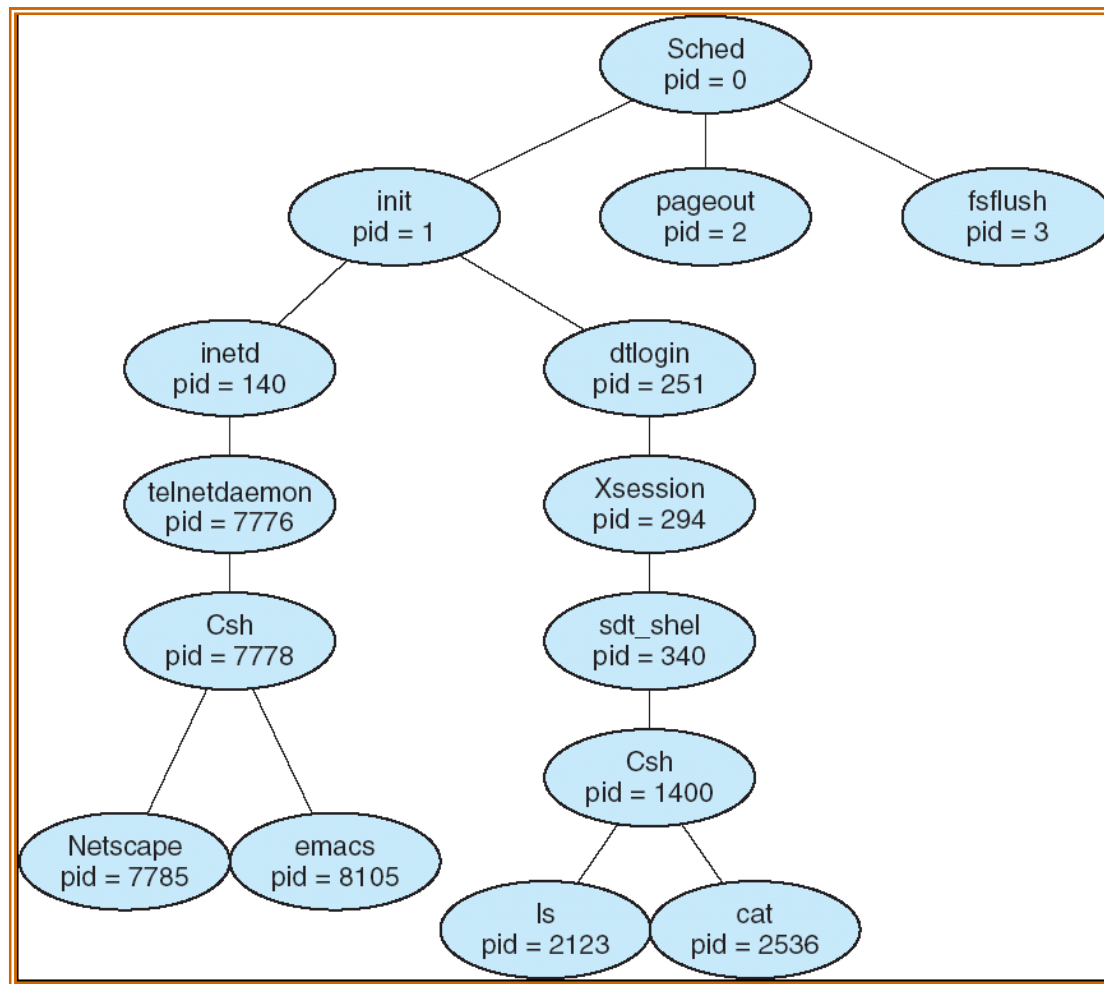 Sched
pid = 0
init
pid = 1
pageout
pid = 2
fsflush
pid = 3
inetd
pid = 140
dtlogin
pid = 251
telnetdaemon
pid = 7776
Xsession
pid = 294
Csh
pid = 7778
sdt_shel
pid = 340
Csh
pid = 1400
Netscape
pid = 7785
emacs
pid = 8105
ls
pid = 2123
cat
pid = 2536